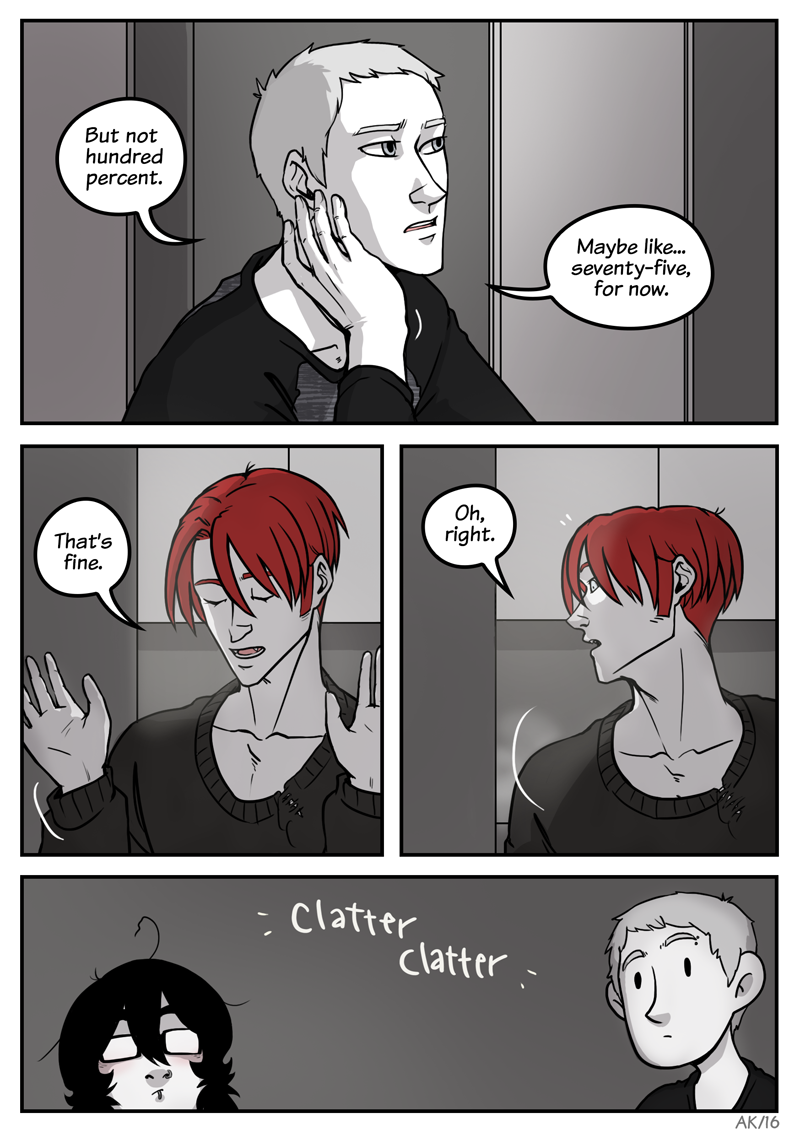 But not
hundred
percent.
Maybe like...
seventy-five,
for now.
That's
fine.
Oh,
right.
Clatter
Clatter
AK/16